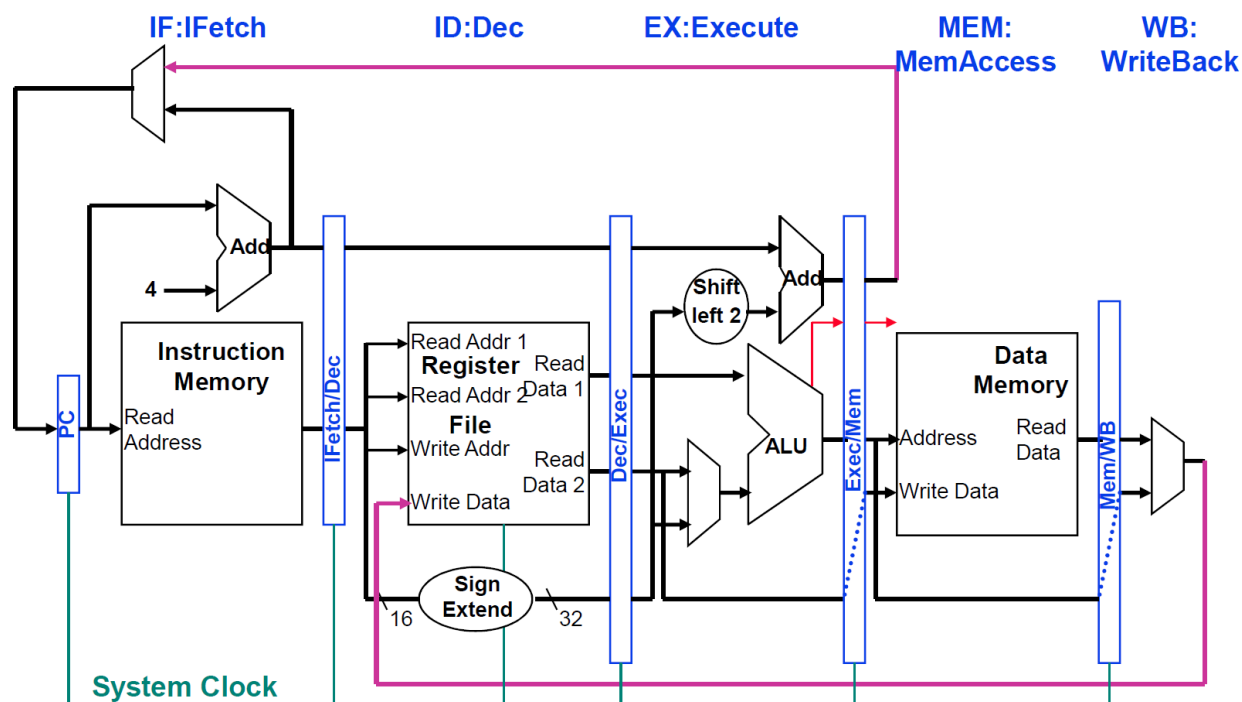 IF:IFetch
ID:Dec
EX:Execute
MEM:
MemAccess
WB:
WriteBack
Add
4
Shift
left 2
Add
Instruction
Memory
Read
Address
PC
IFetch/Dec
Read Addr 1
Register
Read Addr 2
File
Write Addr
Write Data
Read
Data 1
Read
Data 2
Dec/Exec
ALU
Exec/Mem
Data
Memory
Address
Read
Data
Write Data
Mem/WB
Sign
Extend
16
32
System Clock